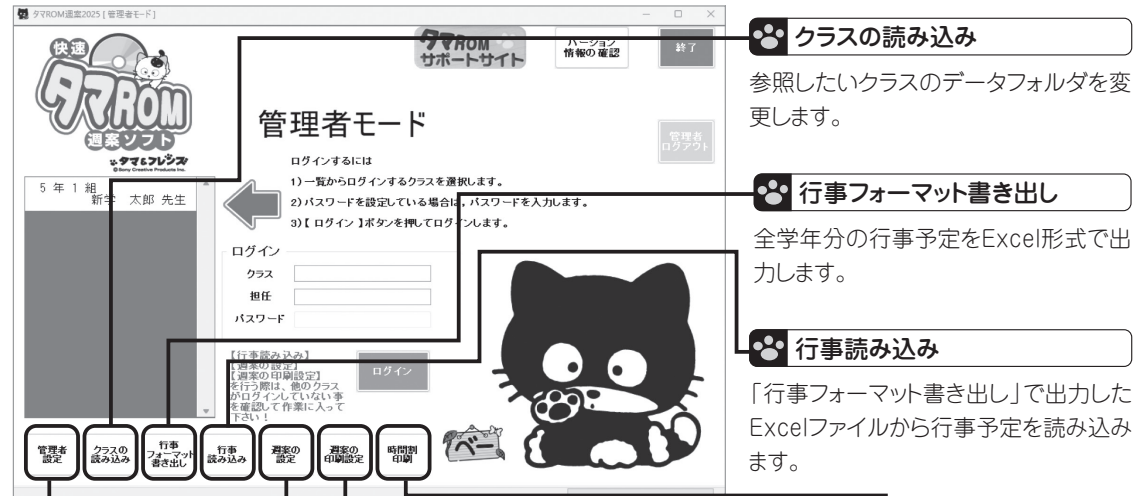 タマROM週案2025 [ 管理者モード ]
快速
タマROM
週案ソフト
タマ&フレンズ
©Sony Creative Products Inc.
タマROM
サポートサイト
バージョン
情報の確認
終了
管理者モード
管理者
ログアウト
ログインするには
1)一覧からログインするクラスを選択します。
2)パスワードを設定している場合は，パスワードを入力します。
3)【 ログイン 】ボタンを押してログインします。
5 年 1 組
新学 太郎 先生
ログイン
クラス
担任
パスワード
【行事読み込み】
【週案の設定】
【週案の印刷設定】
を行う際は、他のクラス
がログインしていない事
を確認して作業に入って
下さい！
ログイン
べー
管理者
設定
クラスの
読み込み
行事
フォーマット
書き出し
行事
読み込み
週案の
設定
週案の
印刷設定
時間割
印刷
クラスの読み込み
参照したいクラスのデータフォルダを変
更します。
行事フォーマット書き出し
全学年分の行事予定をExcel形式で出
力します。
行事読み込み
「行事フォーマット書き出し」で出力した
Excelファイルから行事予定を読み込み
ます。